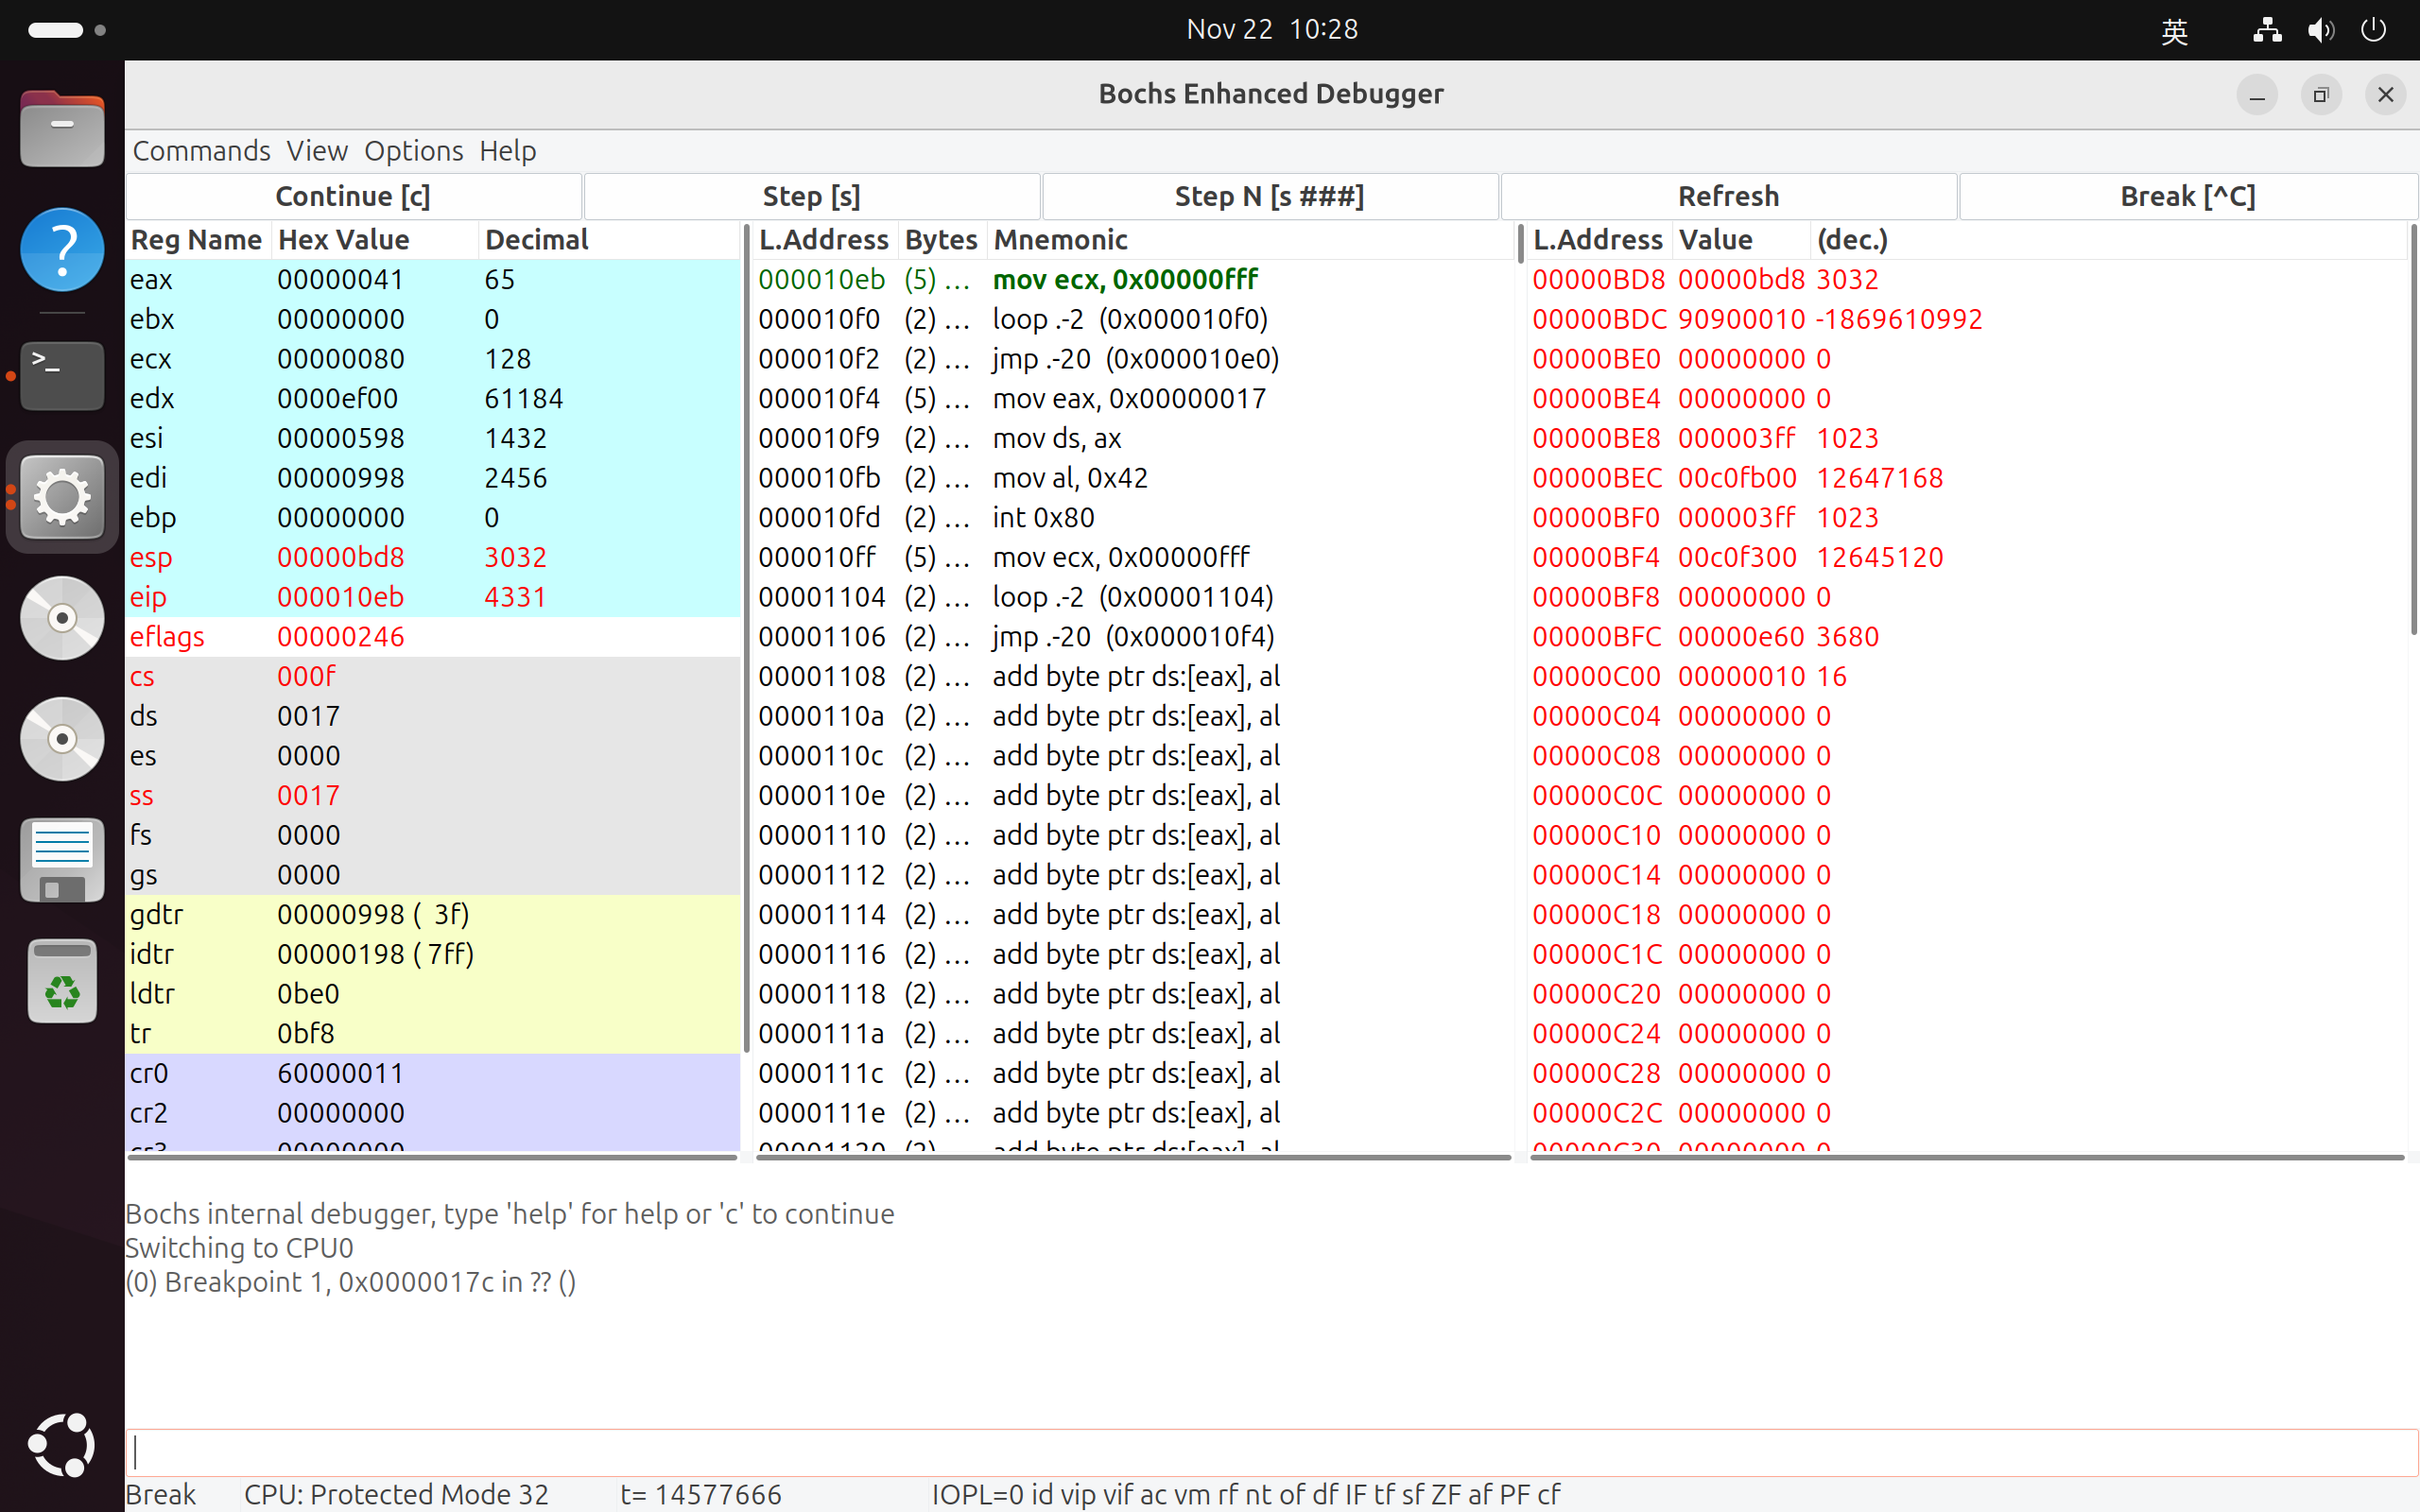 Nov 22 10:28
英
Bochs Enhanced Debugger
Commands View Options Help
Continue [c] Step [s] Step N [s ###] Refresh Break [^C]
Reg Name Hex Value Decimal
eax 00000041 65
ebx 00000000 0
ecx 00000080 128
edx 0000ef00 61184
esi 00000598 1432
edi 00000998 2456
ebp 00000000 0
esp 00000bd8 3032
eip 000010eb 4331
eflags 00000246
cs 000f
ds 0017
es 0000
ss 0017
fs 0000
gs 0000
gdtr 00000998 ( 3f)
idtr 00000198 ( 7ff)
ldtr 0be0
tr 0bf8
cr0 60000011
cr2 00000000
cr3 00000000
L.Address Bytes Mnemonic
000010eb (5) ... mov ecx, 0x00000fff
000010f0 (2) ... loop .-2 (0x000010f0)
000010f2 (2) ... jmp .-20 (0x000010e0)
000010f4 (5) ... mov eax, 0x00000017
000010f9 (2) ... mov ds, ax
000010fb (2) ... mov al, 0x42
000010fd (2) ... int 0x80
000010ff (5) ... mov ecx, 0x00000fff
00001104 (2) ... loop .-2 (0x00001104)
00001106 (2) ... jmp .-20 (0x000010f4)
00001108 (2) ... add byte ptr ds:[eax], al
0000110a (2) ... add byte ptr ds:[eax], al
0000110c (2) ... add byte ptr ds:[eax], al
0000110e (2) ... add byte ptr ds:[eax], al
00001110 (2) ... add byte ptr ds:[eax], al
00001112 (2) ... add byte ptr ds:[eax], al
00001114 (2) ... add byte ptr ds:[eax], al
00001116 (2) ... add byte ptr ds:[eax], al
00001118 (2) ... add byte ptr ds:[eax], al
0000111a (2) ... add byte ptr ds:[eax], al
0000111c (2) ... add byte ptr ds:[eax], al
0000111e (2) ... add byte ptr ds:[eax], al
00001120 (2) ... add byte ptr ds:[eax], al
L.Address Value (dec.)
00000BD8 00000bd8 3032
00000BDC 90900010 -1869610992
00000BE0 00000000 0
00000BE4 00000000 0
00000BE8 000003ff 1023
00000BEC 00c0fb00 12647168
00000BF0 000003ff 1023
00000BF4 00c0f300 12645120
00000BF8 00000000 0
00000BFC 00000e60 3680
00000C00 00000010 16
00000C04 00000000 0
00000C08 00000000 0
00000C0C 00000000 0
00000C10 00000000 0
00000C14 00000000 0
00000C18 00000000 0
00000C1C 00000000 0
00000C20 00000000 0
00000C24 00000000 0
00000C28 00000000 0
00000C2C 00000000 0
00000C30 00000000 0
Bochs internal debugger, type 'help' for help or 'c' to continue
Switching to CPU0
(0) Breakpoint 1, 0x0000017c in ?? ()
Break CPU: Protected Mode 32 t= 14577666 IOPL=0 id vip vif ac vm rf nt of df IF tf sf ZF af PF cf